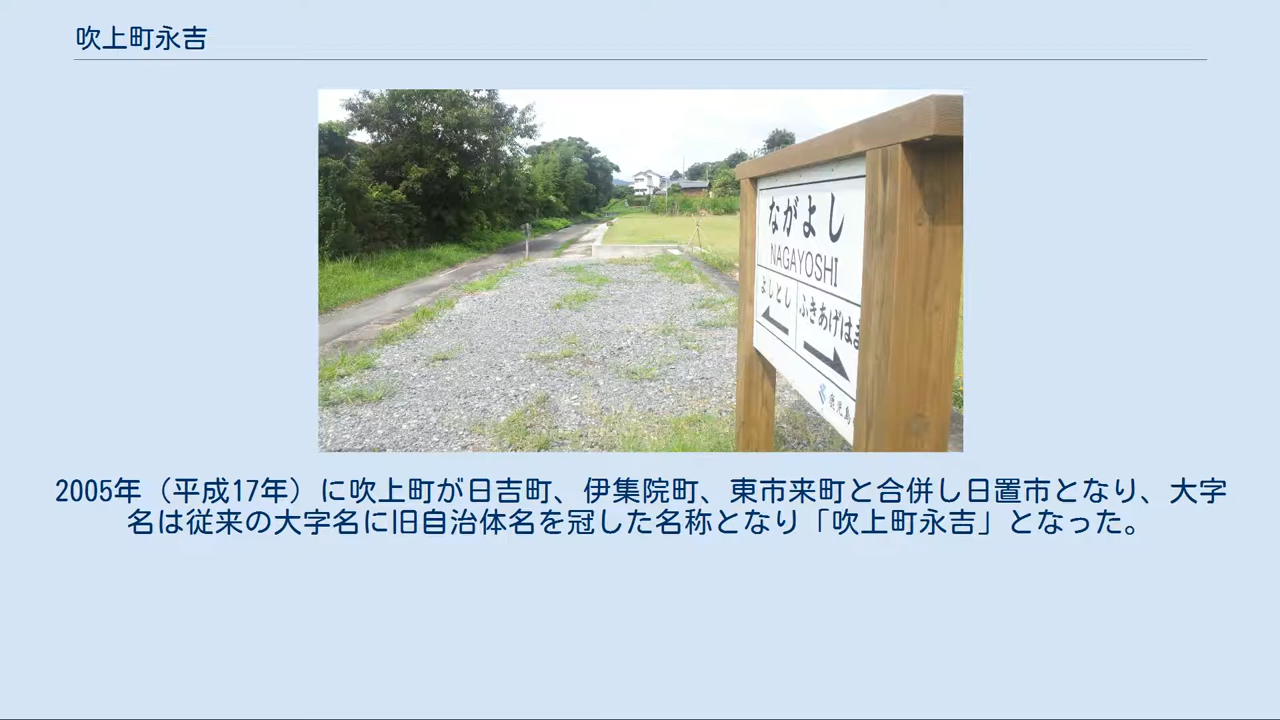 吹上町永吉
ながよし
NAGAYOSHI
よしとし
ふきあげはま
鹿児島
2005年（平成17年）に吹上町が日吉町、伊集院町、東市来町と合併し日置市となり、大字
名は従来の大字名に旧自治体名を冠した名称となり「吹上町永吉」となった。